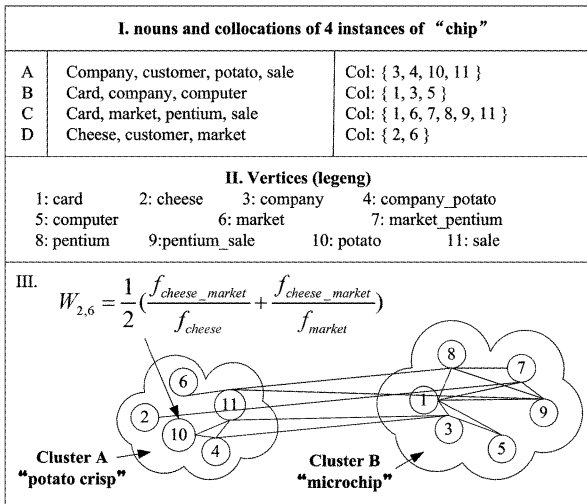 I. nouns and collocations of 4 instances of “chip”
A Company, customer, potato, sale Col: { 3, 4, 10, 11 }
B Card, company, computer Col: { 1, 3, 5 }
C Card, market, pentium, sale Col: { 1, 6, 7, 8, 9, 11 }
D Cheese, customer, market Col: { 2, 6 }
II. Vertices (legeng)
1: card 2: cheese 3: company 4: company_potato
5: computer 6: market 7: market_pentium
8: pentium 9:pentium_sale 10: potato 11: sale
III.
W2,6 = 1/2 ( fcheese_market / fcheese + fcheese_market / fmarket )
8
7
6
11
1
2
9
10
3
4
5
Cluster A
“potato crisp”
Cluster B
“microchip”